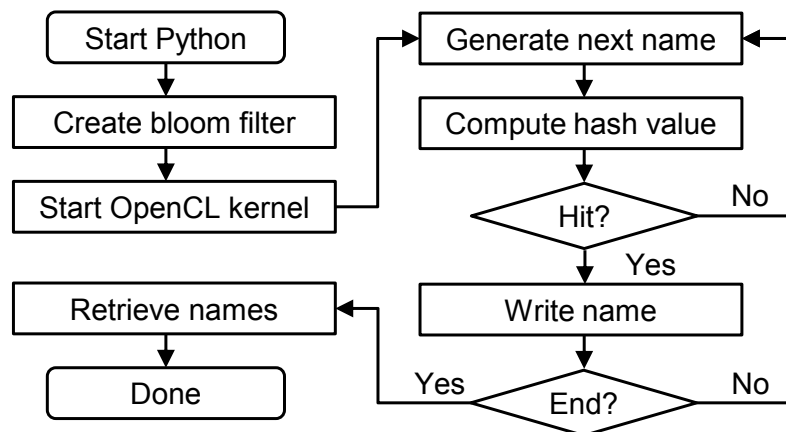 Start Python
Create bloom filter
Start OpenCL kernel
Generate next name
Compute hash value
Hit?
No
Yes
Write name
End?
No
Yes
Retrieve names
Done